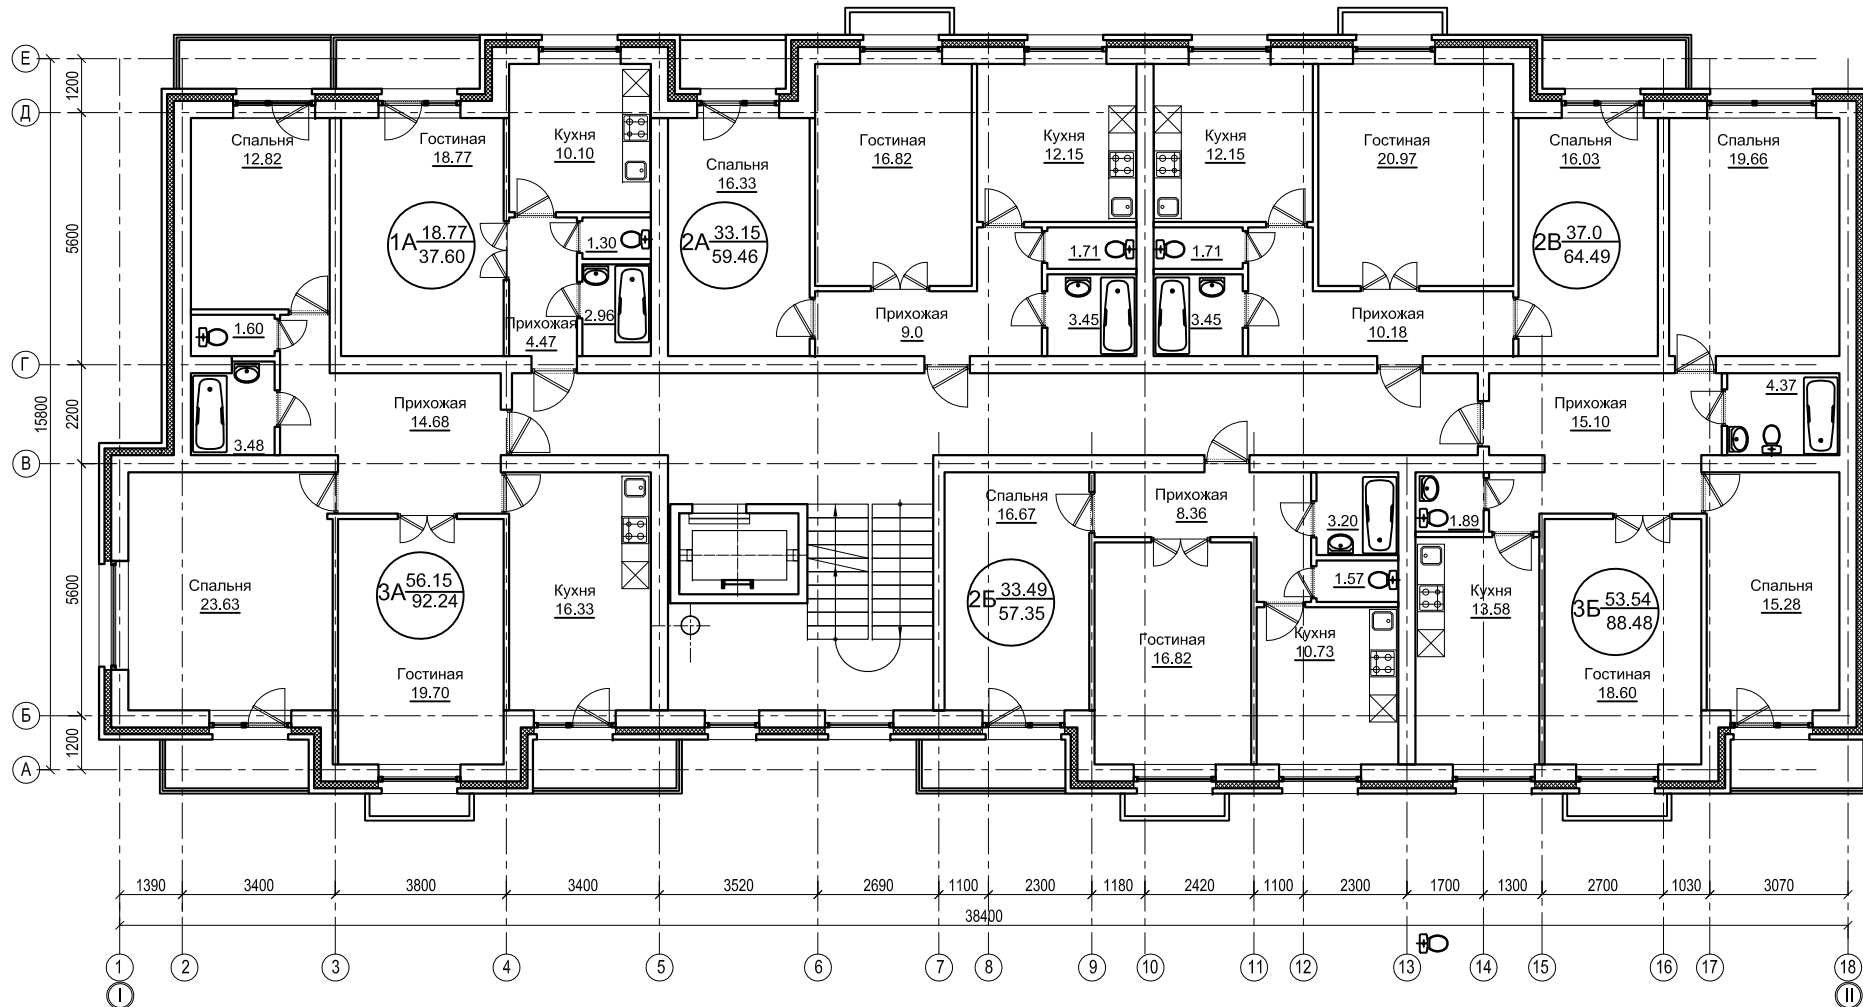 Е
Д
Г
В
Б
А
1200
5600
2200
5600
1200
15800
Спальня
12.82
Гостиная
18.77
Кухня
10.10
1А 18.77
37.60
1.30
2.96
Прихожая
4.47
1.60
3.48
Прихожая
14.68
Спальня
16.33
2А 33.15
59.46
Гостиная
16.82
Кухня
12.15
1.71
3.45
Прихожая
9.0
Кухня
12.15
1.71
3.45
Гостиная
20.97
Прихожая
10.18
Спальня
16.03
2В 37.0
64.49
Спальня
19.66
Прихожая
15.10
4.37
Спальня
23.63
3А 56.15
92.24
Гостиная
19.70
Кухня
16.33
Спальня
16.67
2Б 33.49
57.35
Прихожая
8.36
Гостиная
16.82
3.20
1.57
Кухня
10.73
1.89
Кухня
13.58
3Б 53.54
88.48
Гостиная
18.60
Спальня
15.28
1390 3400 3800 3400 3520 2690 1100 2300 1180 2420 1100 2300 1700 1300 2700 1030 3070
38400
1 2 3 4 5 6 7 8 9 10 11 12 13 14 15 16 17 18
I II